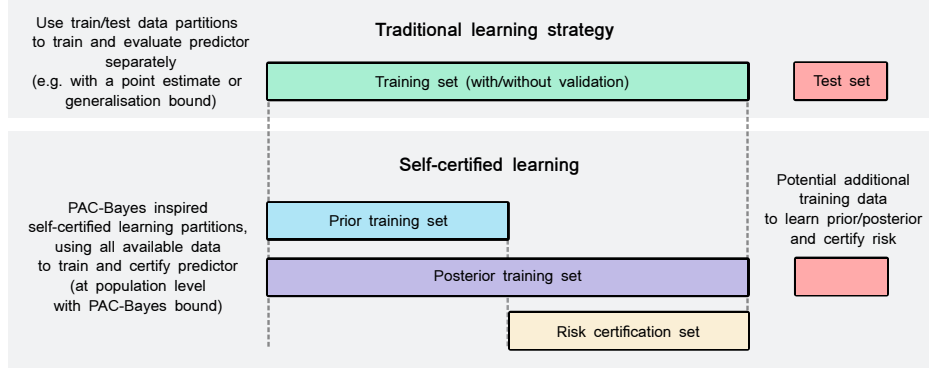 Use train/test data partitions
to train and evaluate predictor
separately
(e.g. with a point estimate or
generalisation bound)
Traditional learning strategy
Training set (with/without validation)
Test set
Self-certified learning
PAC-Bayes inspired
self-certified learning partitions,
using all available data
to train and certify predictor
(at population level
with PAC-Bayes bound)
Prior training set
Posterior training set
Risk certification set
Potential additional
training data
to learn prior/posterior
and certify risk